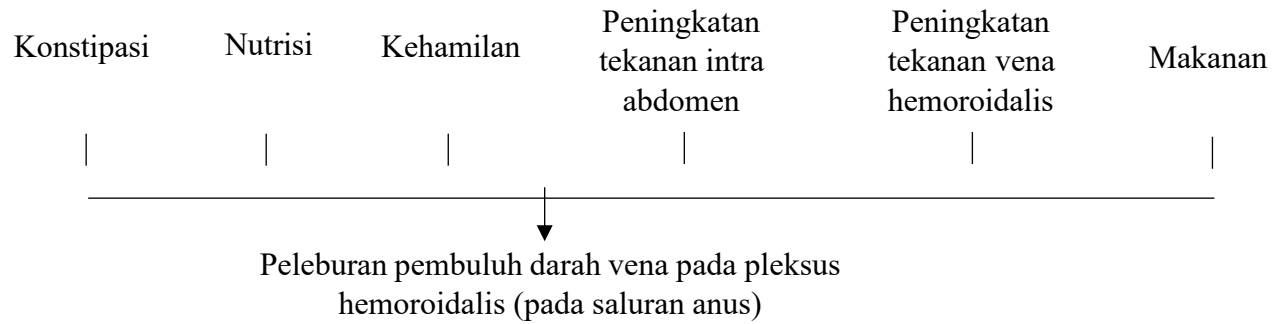 Konstipasi
Nutrisi
Kehamilan
Peningkatan
tekanan intra
abdomen
Peningkatan
tekanan vena
hemoroidalis
Makanan
Peleburan pembuluh darah vena pada pleksus
hemoroidalis (pada saluran anus)